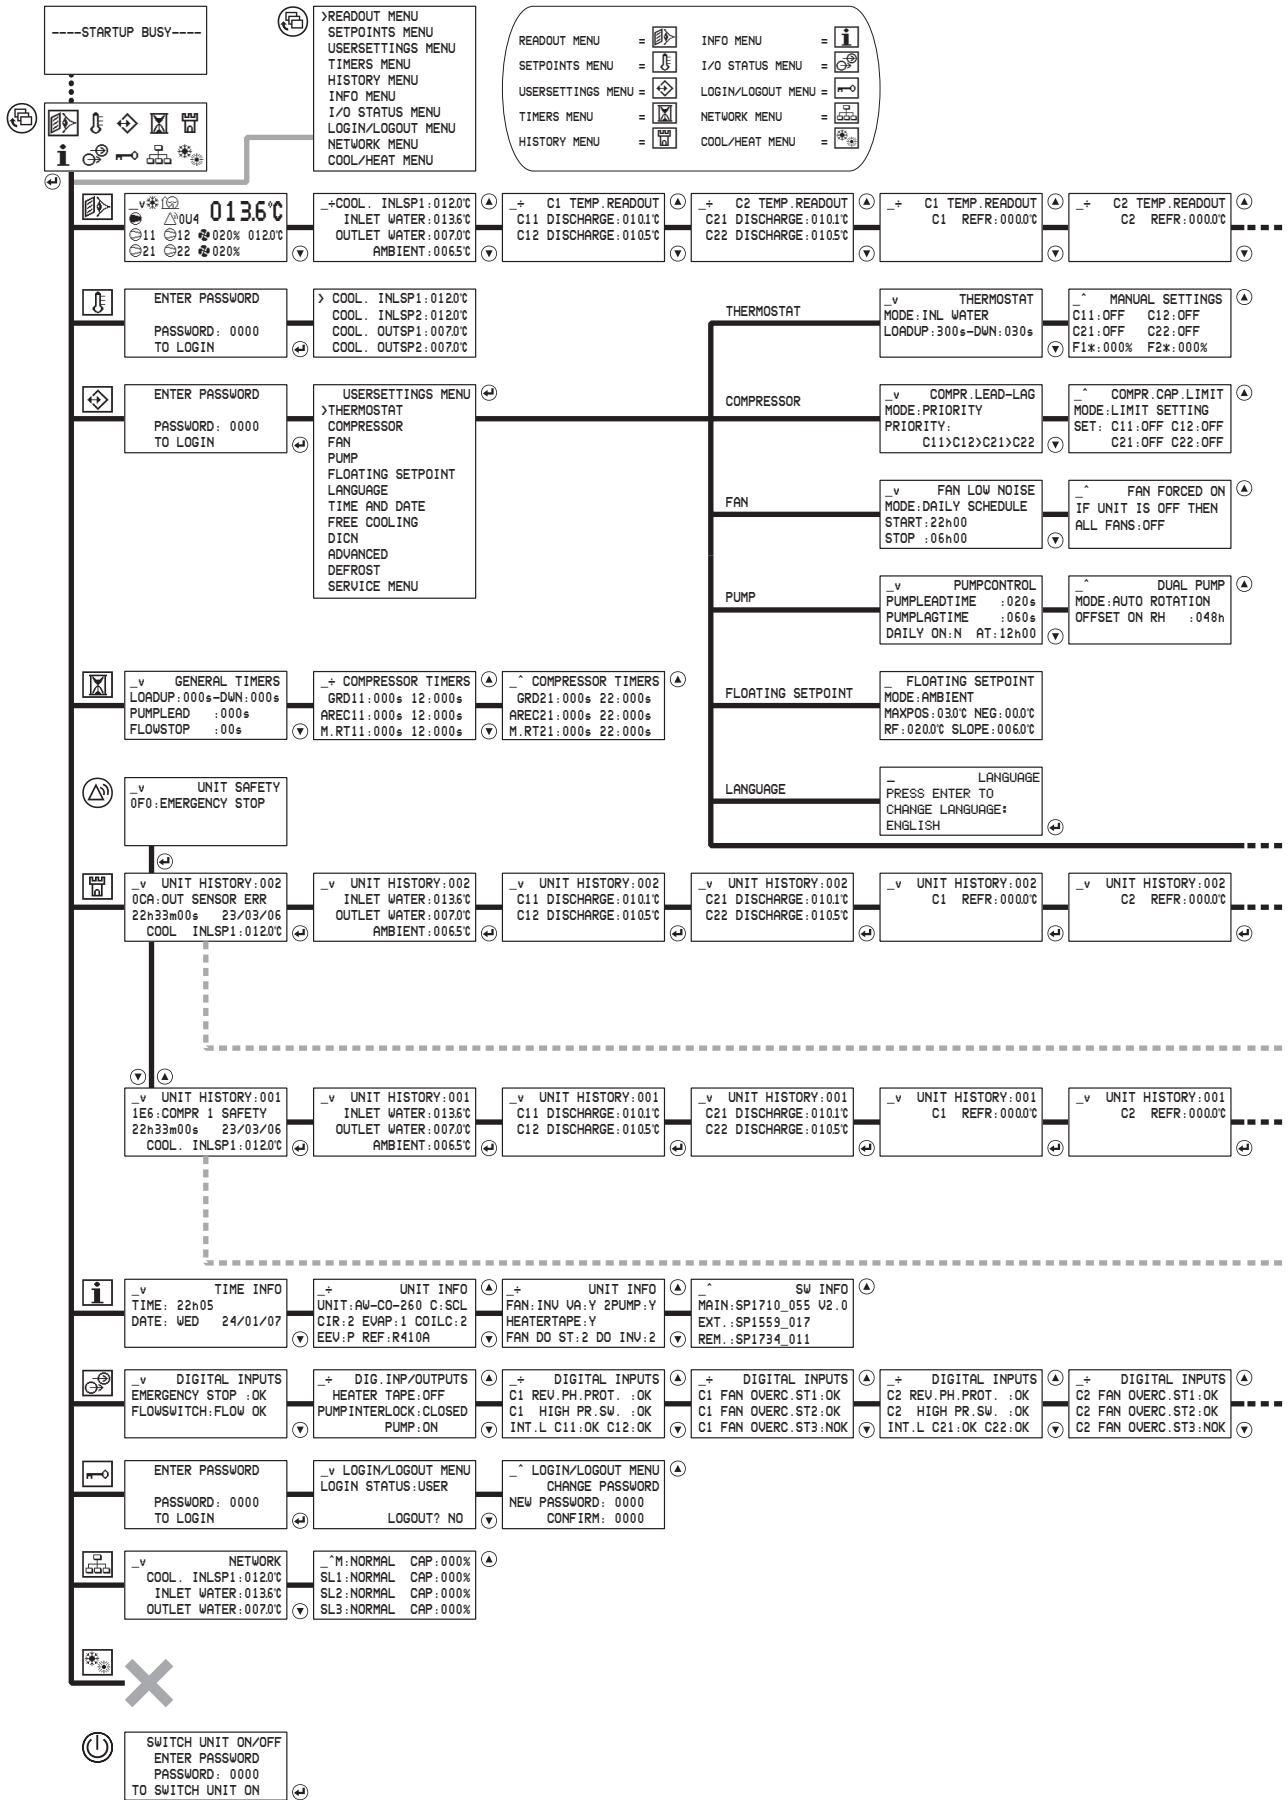 ----STARTUP BUSY----
>READOUT MENU
SETPOINTS MENU
USERSETTINGS MENU
TIMERS MENU
HISTORY MENU
INFO MENU
I/O STATUS MENU
LOGIN/LOGOUT MENU
NETWORK MENU
COOL/HEAT MENU
READOUT MENU =
SETPOINTS MENU =
USERSETTINGS MENU =
TIMERS MENU =
HISTORY MENU =
INFO MENU = i
I/O STATUS MENU =
LOGIN/LOGOUT MENU =
NETWORK MENU =
COOL/HEAT MENU =
i
_v 0U4 013.6°C
11 12 020% 012.0°C
21 22 020%
_÷COOL. INLSP1:012.0°C
INLET WATER:013.6°C
OUTLET WATER:007.0°C
AMBIENT:006.5°C
_÷ C1 TEMP.READOUT
C11 DISCHARGE:010.1°C
C12 DISCHARGE:010.5°C
_÷ C2 TEMP.READOUT
C21 DISCHARGE:010.1°C
C22 DISCHARGE:010.5°C
_÷ C1 TEMP.READOUT
C1 REFR:000.0°C
_÷ C2 TEMP.READOUT
C2 REFR:000.0°C
ENTER PASSWORD
PASSWORD: 0000
TO LOGIN
> COOL. INLSP1:012.0°C
COOL. INLSP2:012.0°C
COOL. OUTSP1:007.0°C
COOL. OUTSP2:007.0°C
THERMOSTAT
_v THERMOSTAT
MODE:INL WATER
LOADUP:300s-DWN:030s
_^ MANUAL SETTINGS
C11:OFF C12:OFF
C21:OFF C22:OFF
F1*:000% F2*:000%
ENTER PASSWORD
PASSWORD: 0000
TO LOGIN
USERSETTINGS MENU
>THERMOSTAT
COMPRESSOR
FAN
PUMP
FLOATING SETPOINT
LANGUAGE
TIME AND DATE
FREE COOLING
DICN
ADVANCED
DEFROST
SERVICE MENU
COMPRESSOR
_v COMPR.LEAD-LAG
MODE:PRIORITY
PRIORITY:
C11>C12>C21>C22
_^ COMPR.CAP.LIMIT
MODE:LIMIT SETTING
SET: C11:OFF C12:OFF
C21:OFF C22:OFF
FAN
_v FAN LOW NOISE
MODE:DAILY SCHEDULE
START:22h00
STOP :06h00
_^ FAN FORCED ON
IF UNIT IS OFF THEN
ALL FANS:OFF
PUMP
_v PUMPCONTROL
PUMPLEADTIME :020s
PUMPLAGTIME :060s
DAILY ON:N AT:12h00
_^ DUAL PUMP
MODE:AUTO ROTATION
OFFSET ON RH :048h
_v GENERAL TIMERS
LOADUP:000s-DWN:000s
PUMPLEAD :000s
FLOWSTOP :00s
_÷ COMPRESSOR TIMERS
GRD11:000s 12:000s
AREC11:000s 12:000s
M.RT11:000s 12:000s
_^ COMPRESSOR TIMERS
GRD21:000s 22:000s
AREC21:000s 22:000s
M.RT21:000s 22:000s
FLOATING SETPOINT
_ FLOATING SETPOINT
MODE:AMBIENT
MAXPOS:03.0°C NEG:00.0°C
RF:020.0°C SLOPE:006.0°C
_v UNIT SAFETY
0F0:EMERGENCY STOP
LANGUAGE
_ LANGUAGE
PRESS ENTER TO
CHANGE LANGUAGE:
ENGLISH
_v UNIT HISTORY:002
0CA:OUT SENSOR ERR
22h33m00s 23/03/06
COOL INLSP1:012.0°C
_v UNIT HISTORY:002
INLET WATER:013.6°C
OUTLET WATER:007.0°C
AMBIENT:006.5°C
_v UNIT HISTORY:002
C11 DISCHARGE:010.1°C
C12 DISCHARGE:010.5°C
_v UNIT HISTORY:002
C21 DISCHARGE:010.1°C
C22 DISCHARGE:010.5°C
_v UNIT HISTORY:002
C1 REFR:000.0°C
_v UNIT HISTORY:002
C2 REFR:000.0°C
_v UNIT HISTORY:001
1E6:COMPR 1 SAFETY
22h33m00s 23/03/06
COOL. INLSP1:012.0°C
_v UNIT HISTORY:001
INLET WATER:013.6°C
OUTLET WATER:007.0°C
AMBIENT:006.5°C
_v UNIT HISTORY:001
C11 DISCHARGE:010.1°C
C12 DISCHARGE:010.5°C
_v UNIT HISTORY:001
C21 DISCHARGE:010.1°C
C22 DISCHARGE:010.5°C
_v UNIT HISTORY:001
C1 REFR:000.0°C
_v UNIT HISTORY:001
C2 REFR:000.0°C
i
_v TIME INFO
TIME: 22h05
DATE: WED 24/01/07
_÷ UNIT INFO
UNIT:AW-CO-260 C:SCL
CIR:2 EVAP:1 COILC:2
EEV:P REF:R410A
_÷ UNIT INFO
FAN:INV VA:Y 2PUMP:Y
HEATERTAPE:Y
FAN DO ST:2 DO INV:2
_^ SW INFO
MAIN:SP1710_055 V2.0
EXT.:SP1559_017
REM.:SP1734_011
_v DIGITAL INPUTS
EMERGENCY STOP :OK
FLOWSWITCH:FLOW OK
_÷ DIG.INP/OUTPUTS
HEATER TAPE:OFF
PUMPINTERLOCK:CLOSED
PUMP:ON
_÷ DIGITAL INPUTS
C1 REV.PH.PROT. :OK
C1 HIGH PR.SW. :OK
INT.L C11:OK C12:OK
_÷ DIGITAL INPUTS
C1 FAN OVERC.ST1:OK
C1 FAN OVERC.ST2:OK
C1 FAN OVERC.ST3:NOK
_÷ DIGITAL INPUTS
C2 REV.PH.PROT. :OK
C2 HIGH PR.SW. :OK
INT.L C21:OK C22:OK
_÷ DIGITAL INPUTS
C2 FAN OVERC.ST1:OK
C2 FAN OVERC.ST2:OK
C2 FAN OVERC.ST3:NOK
ENTER PASSWORD
PASSWORD: 0000
TO LOGIN
_v LOGIN/LOGOUT MENU
LOGIN STATUS:USER
LOGOUT? NO
_^ LOGIN/LOGOUT MENU
CHANGE PASSWORD
NEW PASSWORD: 0000
CONFIRM: 0000
_v NETWORK
COOL. INLSP1:012.0°C
INLET WATER:013.6°C
OUTLET WATER:007.0°C
_^M:NORMAL CAP:000%
SL1:NORMAL CAP:000%
SL2:NORMAL CAP:000%
SL3:NORMAL CAP:000%
SWITCH UNIT ON/OFF
ENTER PASSWORD
PASSWORD: 0000
TO SWITCH UNIT ON